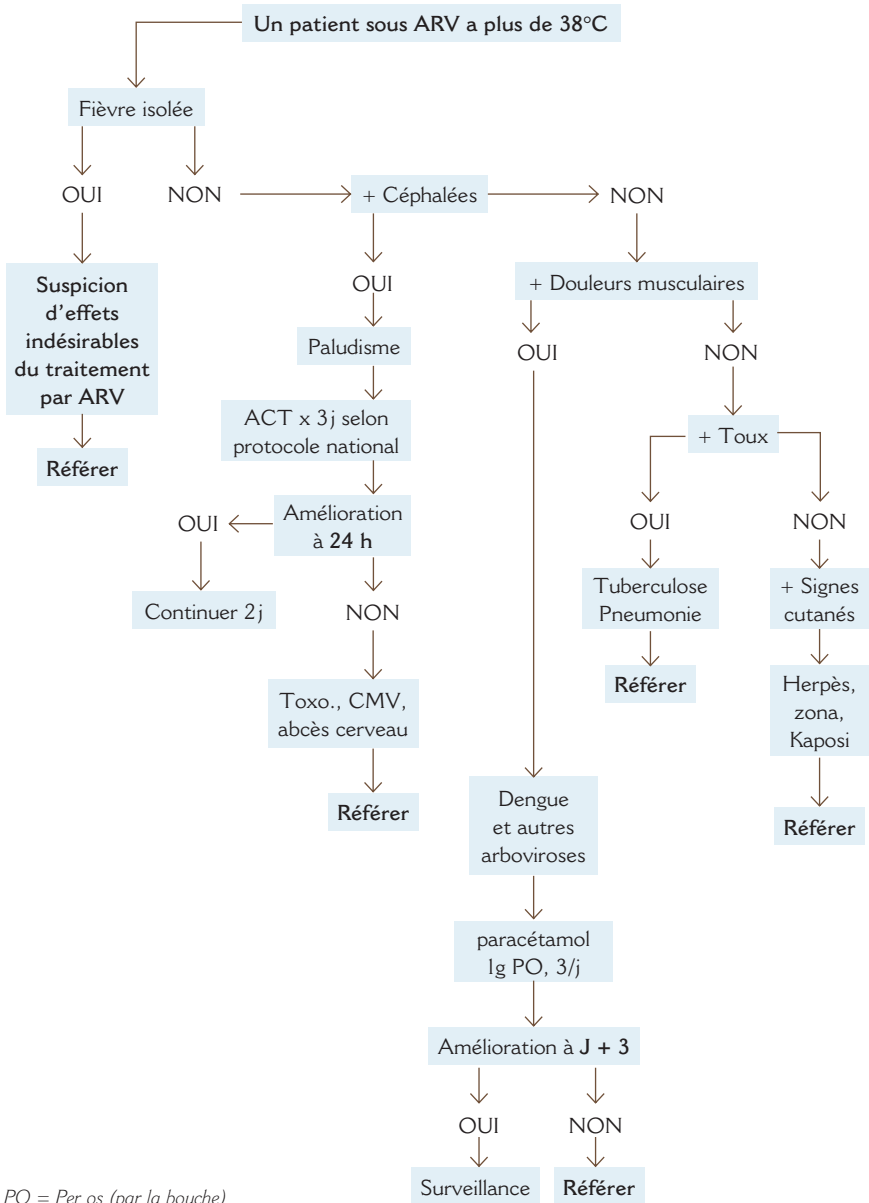 Un patient sous ARV a plus de 38°C
Fièvre isolée
OUI
NON
+ Céphalées
NON
Suspicion
d'effets
indésirables
du traitement
par ARV
Référer
OUI
Paludisme
ACT x 3j selon
protocole national
Amélioration
à 24 h
OUI
Continuer 2j
NON
Toxo., CMV,
abcès cerveau
Référer
+ Douleurs musculaires
OUI
NON
Dengue
et autres
arboviroses
paracétamol
1g PO, 3/j
Amélioration à J + 3
OUI
NON
Surveillance
Référer
+ Toux
OUI
NON
Tuberculose
Pneumonie
Référer
+ Signes
cutanés
Herpès,
zona,
Kaposi
Référer
PO = Per os (par la bouche)